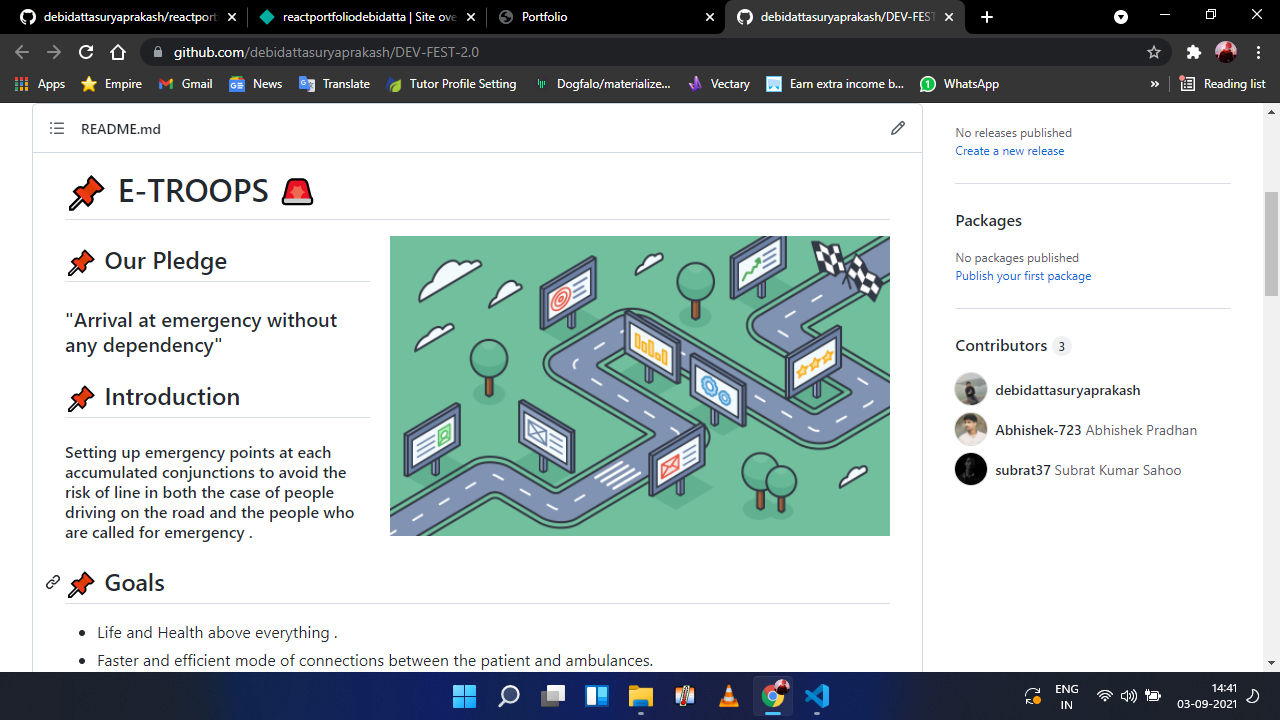 debidattasuryaprakash/reactportf
reactportfoliodebidatta | Site ove
Portfolio
debidattasuryaprakash/DEV-FEST
github.com/debidattasuryaprakash/DEV-FEST-2.0
Apps
Empire
Gmail
News
Translate
Tutor Profile Setting
Dogfalo/materialize...
Vectary
Earn extra income b...
WhatsApp
»
Reading list
README.md
E-TROOPS
Our Pledge
"Arrival at emergency without
any dependency"
Introduction
Setting up emergency points at each
accumulated conjunctions to avoid the
risk of line in both the case of people
driving on the road and the people who
are called for emergency .
Goals
• Life and Health above everything .
• Faster and efficient mode of connections between the patient and ambulances.
No releases published
Create a new release
Packages
No packages published
Publish your first package
Contributors 3
debidattasuryaprakash
Abhishek-723 Abhishek Pradhan
subrat37 Subrat Kumar Sahoo
ENG
IN
14:41
03-09-2021